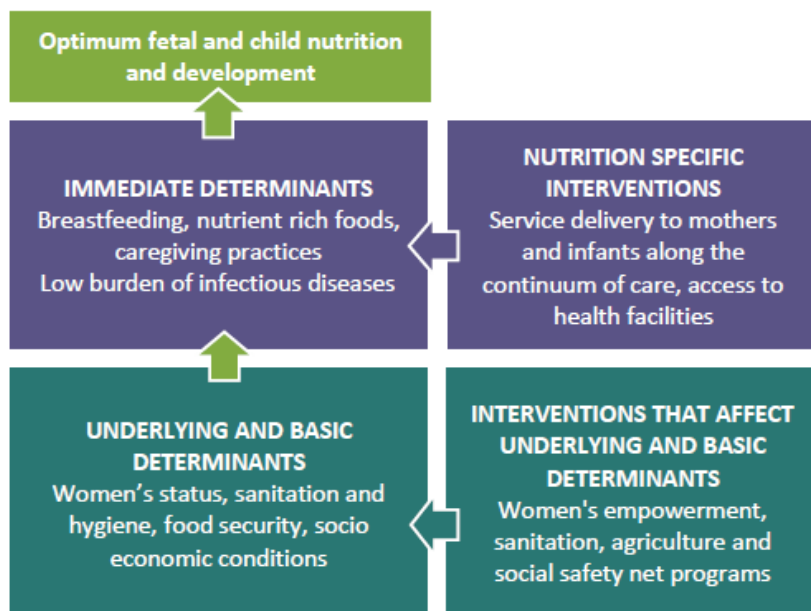 Optimum fetal and child nutrition
and development
IMMEDIATE DETERMINANTS
Breastfeeding, nutrient rich foods,
caregiving practices
Low burden of infectious diseases
NUTRITION SPECIFIC
INTERVENTIONS
Service delivery to mothers
and infants along the
continuum of care, access to
health facilities
UNDERLYING AND BASIC
DETERMINANTS
Women’s status, sanitation and
hygiene, food security, socio
economic conditions
INTERVENTIONS THAT AFFECT
UNDERLYING AND BASIC
DETERMINANTS
Women's empowerment,
sanitation, agriculture and
social safety net programs